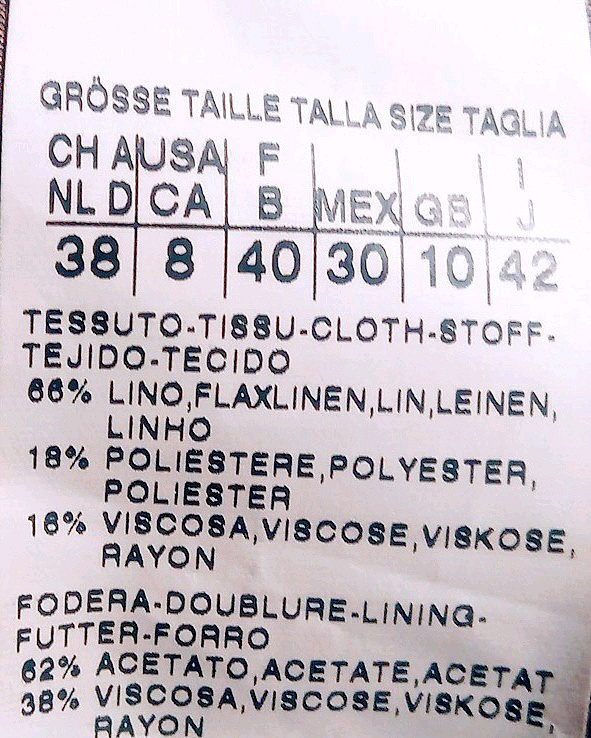 GRÖSSE TAILLE TALLA SIZE TAGLIA
CH A USA F I
NL D CA B MEX GB J
38 8 40 30 10 42
TESSUTO-TISSU-CLOTH-STOFF-
TEJIDO-TECIDO
66% LINO,FLAXLINEN,LIN,LEINEN,
LINHO
18% POLIESTERE,POLYESTER,
POLIESTER
16% VISCOSA,VISCOSE,VISKOSE,
RAYON
FODERA-DOUBLURE-LINING-
FUTTER-FORRO
62% ACETATO,ACETATE,ACETAT
38% VISCOSA,VISCOSE,VISKOSE,
RAYON